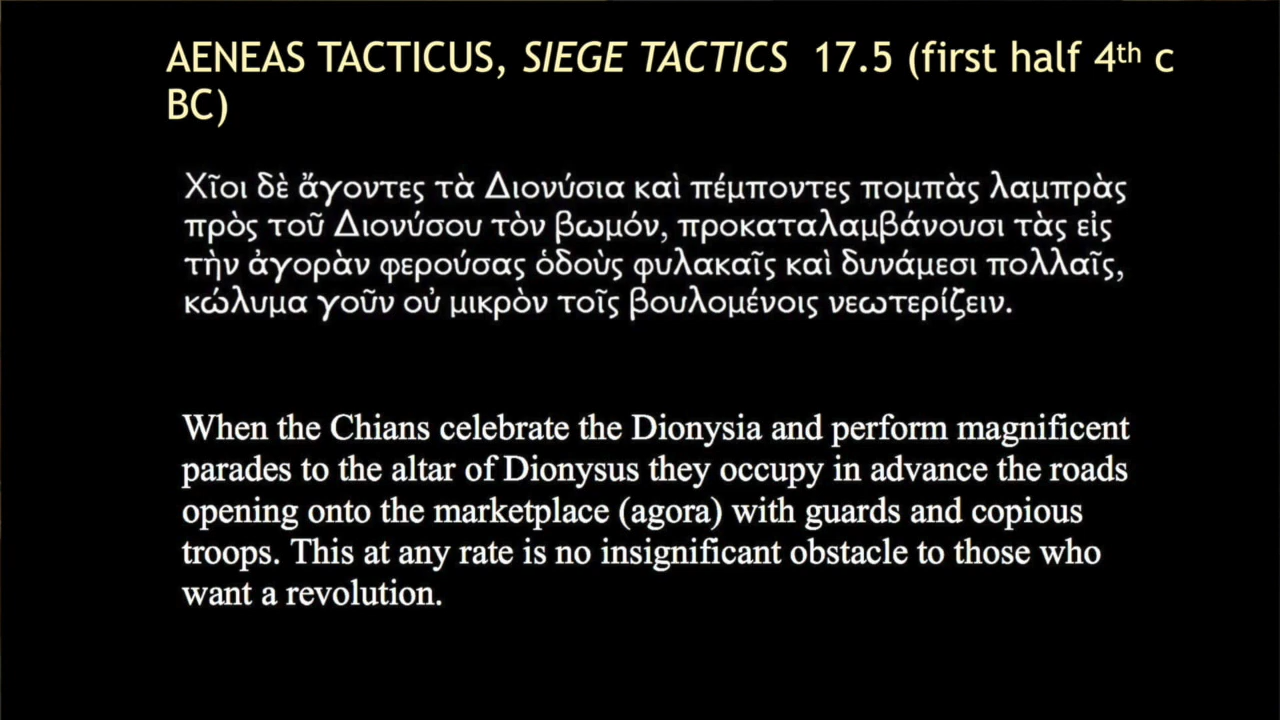 AENEAS TACTICUS, SIEGE TACTICS 17.5 (first half 4th c
BC)
Χῖοι δὲ ἄγοντες τὰ Διονύσια καὶ πέμποντες πομπὰς λαμπρὰς
πρὸς τοῦ Διονύσου τὸν βωμόν, προκαταλαμβάνουσι τὰς εἰς
τὴν ἀγορὰν φερούσας ὁδοὺς φυλακαῖς καὶ δυνάμεσι πολλαῖς,
κώλυμα γοῦν οὐ μικρὸν τοῖς βουλομένοις νεωτερίζειν.
When the Chians celebrate the Dionysia and perform magnificent
parades to the altar of Dionysus they occupy in advance the roads
opening onto the marketplace (agora) with guards and copious
troops. This at any rate is no insignificant obstacle to those who
want a revolution.